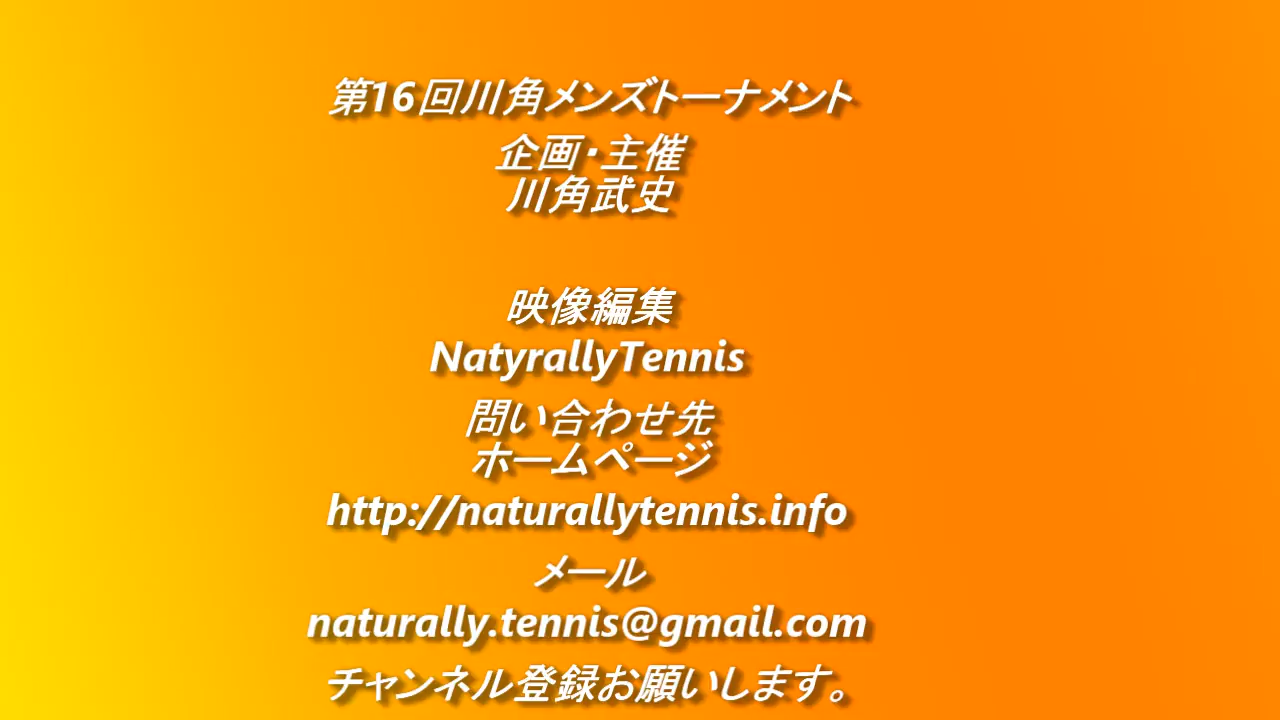 第16回川角メンズトーナメント
企画・主催
川角武史
映像編集
NatyrallyTennis
問い合わせ先
ホームページ
http://naturallytennis.info
メール
naturally.tennis@gmail.com
チャンネル登録お願いします。